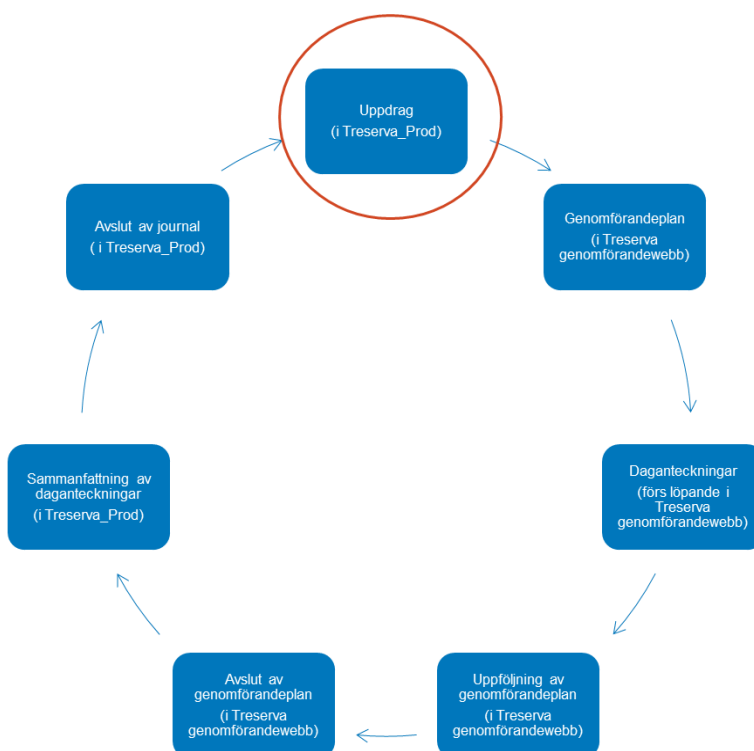 Uppdrag
(i Treserva_Prod)
Genomförandeplan
(i Treserva
genomförandewebb)
Daganteckningar
(förs löpande i
Treserva
genomförandewebb)
Uppföljning av
genomförandeplan
(i Treserva
genomförandewebb)
Avslut av
genomförandeplan
(i Treserva
genomförandewebb)
Sammanfattning av
daganteckningar
(i Treserva_Prod)
Avslut av journal
( i Treserva_Prod)